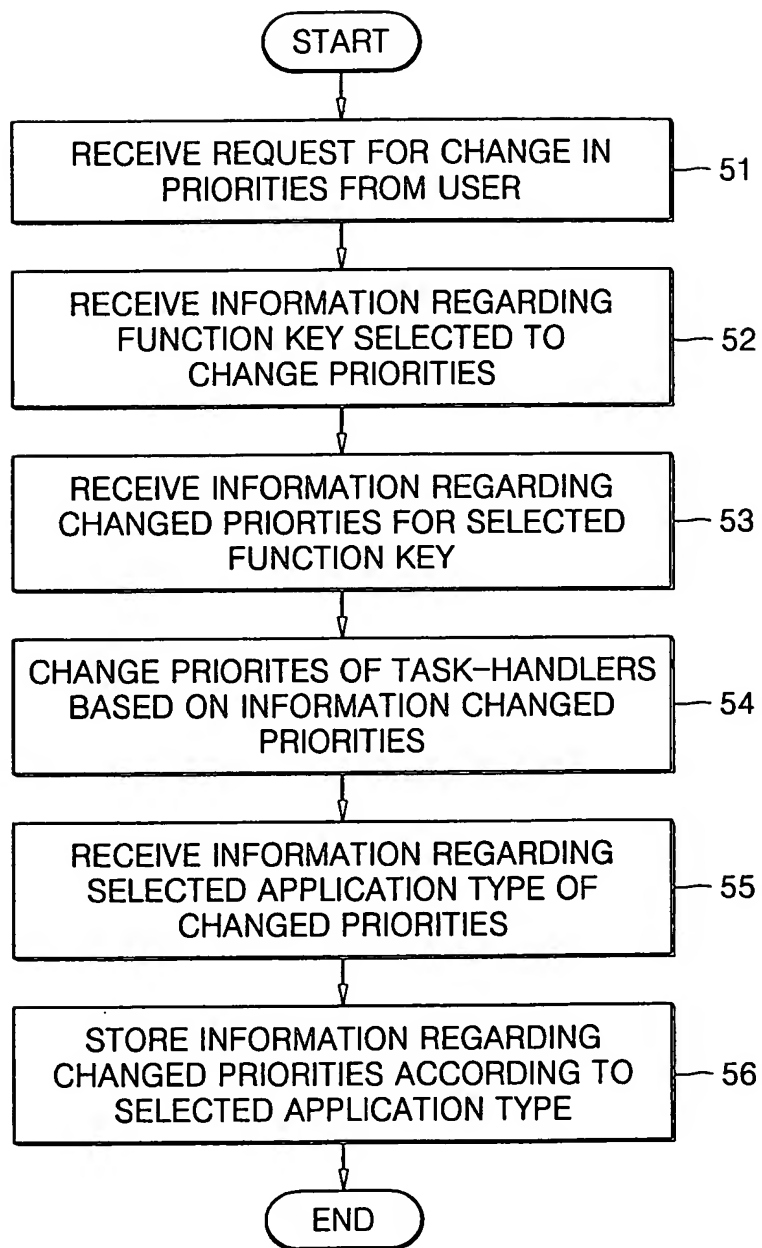 START
RECEIVE REQUEST FOR CHANGE IN
PRIORITIES FROM USER
51
RECEIVE INFORMATION REGARDING
FUNCTION KEY SELECTED TO
CHANGE PRIORITIES
52
RECEIVE INFORMATION REGARDING
CHANGED PRIORTIES FOR SELECTED
FUNCTION KEY
53
CHANGE PRIORITES OF TASK-HANDLERS
BASED ON INFORMATION CHANGED
PRIORITIES
54
RECEIVE INFORMATION REGARDING
SELECTED APPLICATION TYPE OF
CHANGED PRIORITIES
55
STORE INFORMATION REGARDING
CHANGED PRIORITIES ACCORDING TO
SELECTED APPLICATION TYPE
56
END